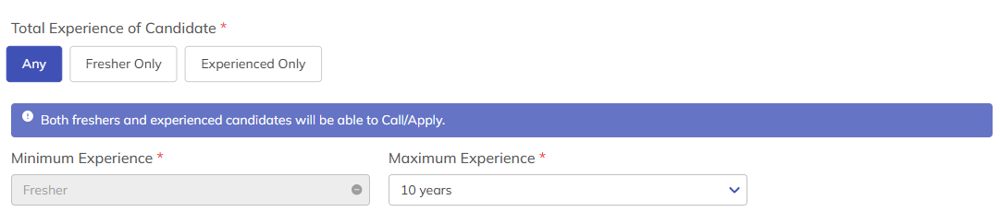 Total Experience of Candidate *
Any Fresher Only Experienced Only
Both freshers and experienced candidates will be able to Call/Apply.
Minimum Experience * Maximum Experience *
Fresher 10 years